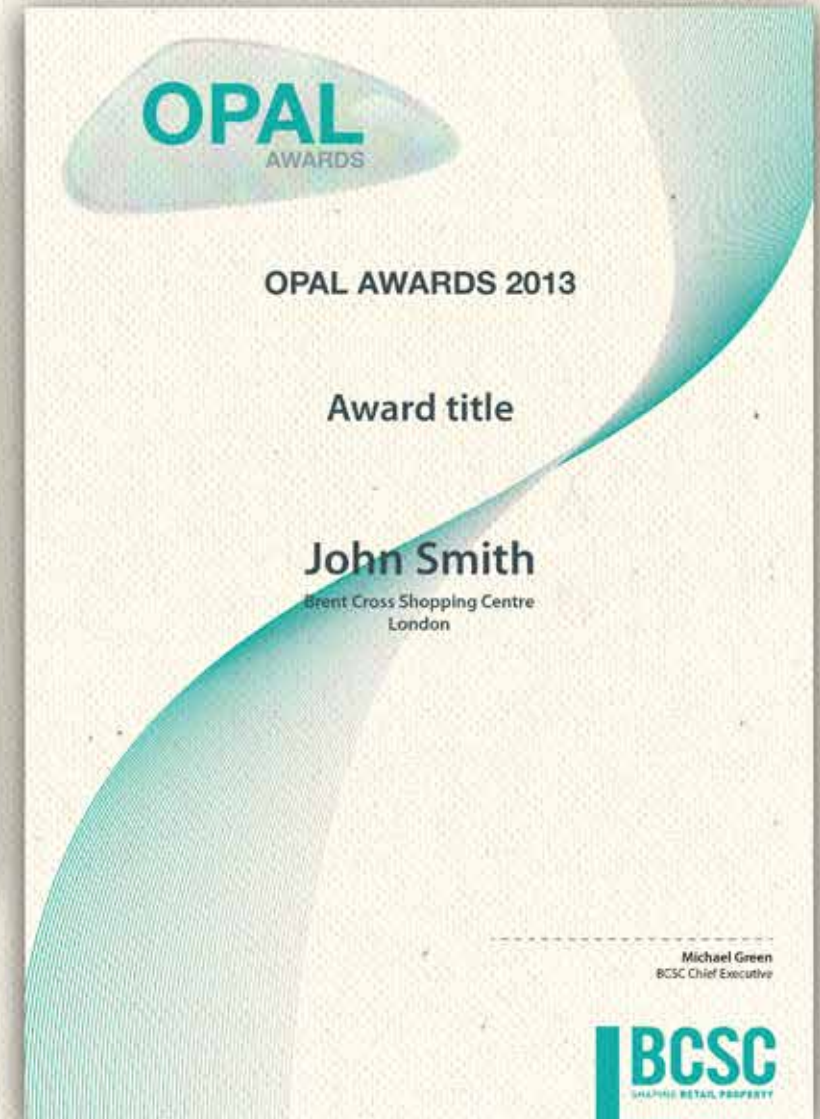 OPAL
AWARDS
OPAL AWARDS 2013
Award title
John Smith
Brent Cross Shopping Centre
London
Michael Green
BCSC Chief Executive
BCSC
SHAPING RETAIL PROPERTY